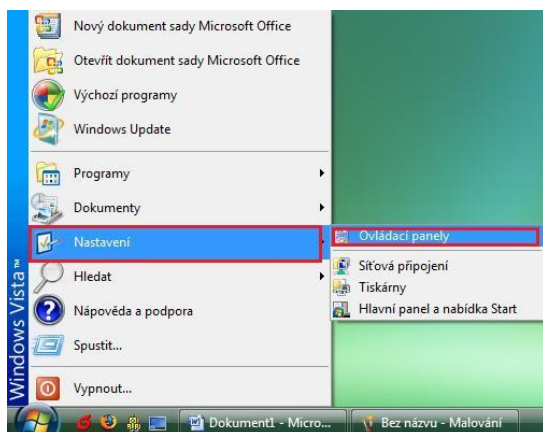 Nový dokument sady Microsoft Office
Otevřít dokument sady Microsoft Office
Výchozí programy
Windows Update
Programy
Dokumenty
Nastavení
Hledat
Nápověda a podpora
Spustit...
Vypnout...
Ovládací panely
Síťová připojení
Tiskárny
Hlavní panel a nabídka Start
Windows Vista™
Dokument1 - Micro...
Bez názvu - Malování